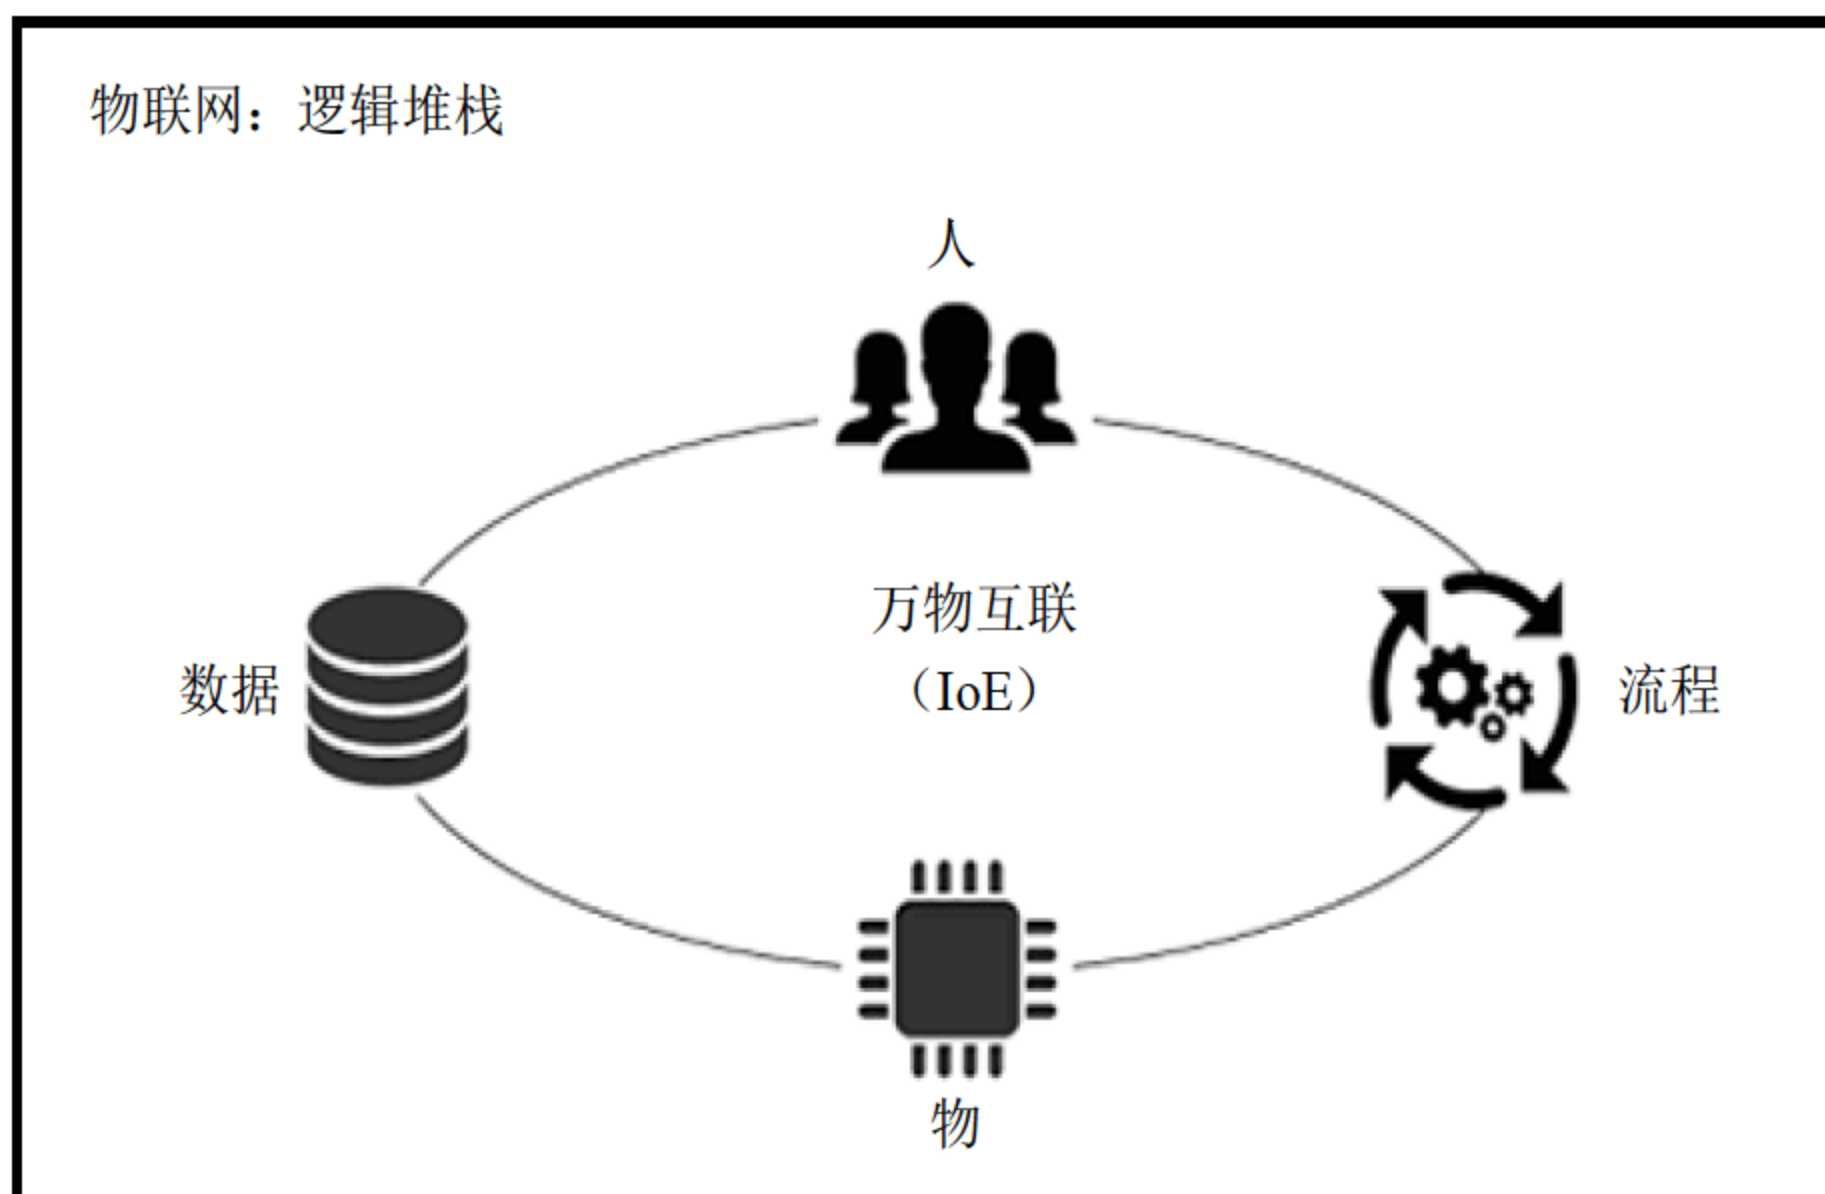 物联网：逻辑堆栈
人
万物互联
（IoE）
数据
流程
物